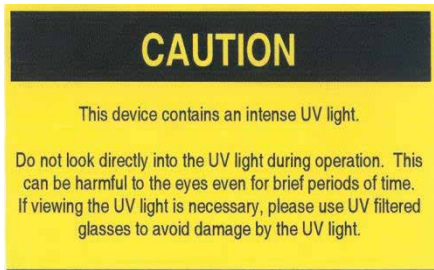 CAUTION
This device contains an intense UV light.
Do not look directly into the UV light during operation.  This
can be harmful to the eyes even for brief periods of time.
If viewing the UV light is necessary, please use UV filtered
glasses to avoid damage by the UV light.